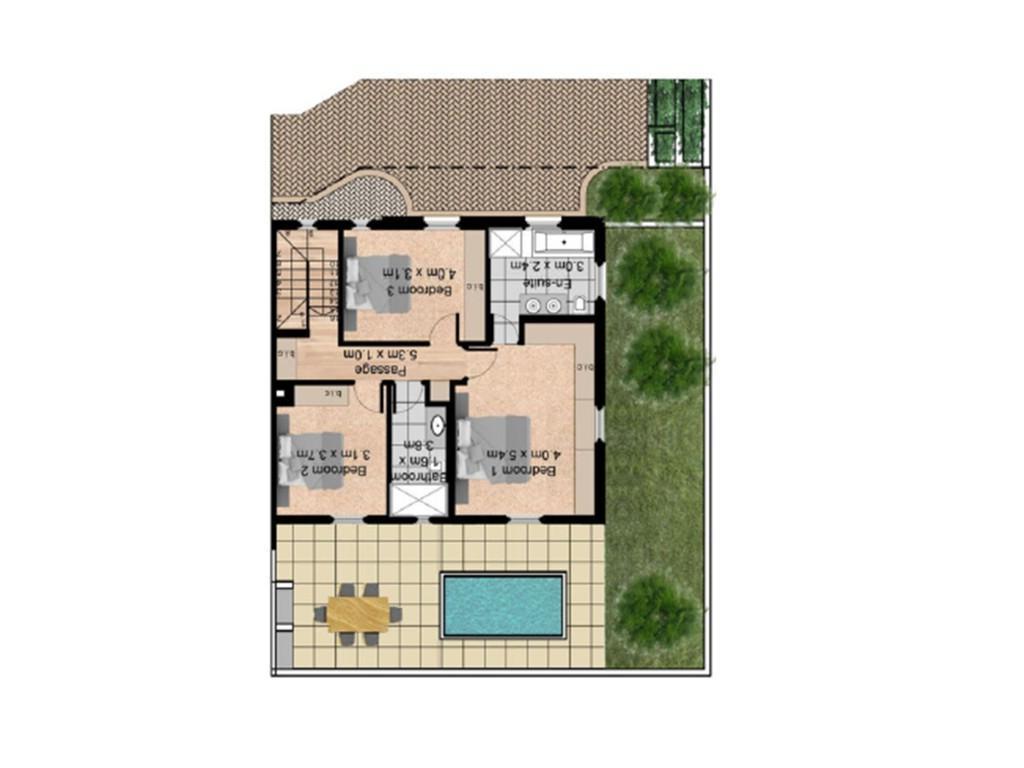 Bedroom 1
4.0m x 5.4m
Bathroom
1.6m x
3.8m
Bedroom 2
3.1m x 3.7m
b.i.c
b.i.c
Passage
5.3m x 1.0m
b.i.c
b.i.c
En-suite
3.0m x 2.4m
b.i.c
Bedroom 3
4.0m x 3.1m